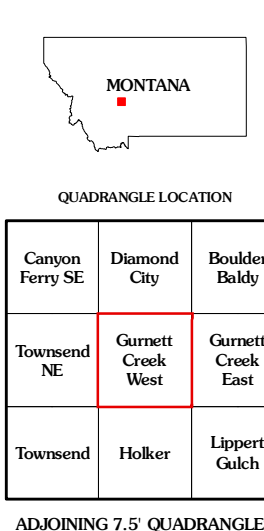 MONTANA
QUADRANGLE LOCATION
Canyon
Ferry SE
Diamond
City
Boulder
Baldy
Townsend
NE
Gurnett
Creek
West
Gurnett
Creek
East
Townsend
Holker
Lippert
Gulch
ADJOINING 7.5' QUADRANGLE